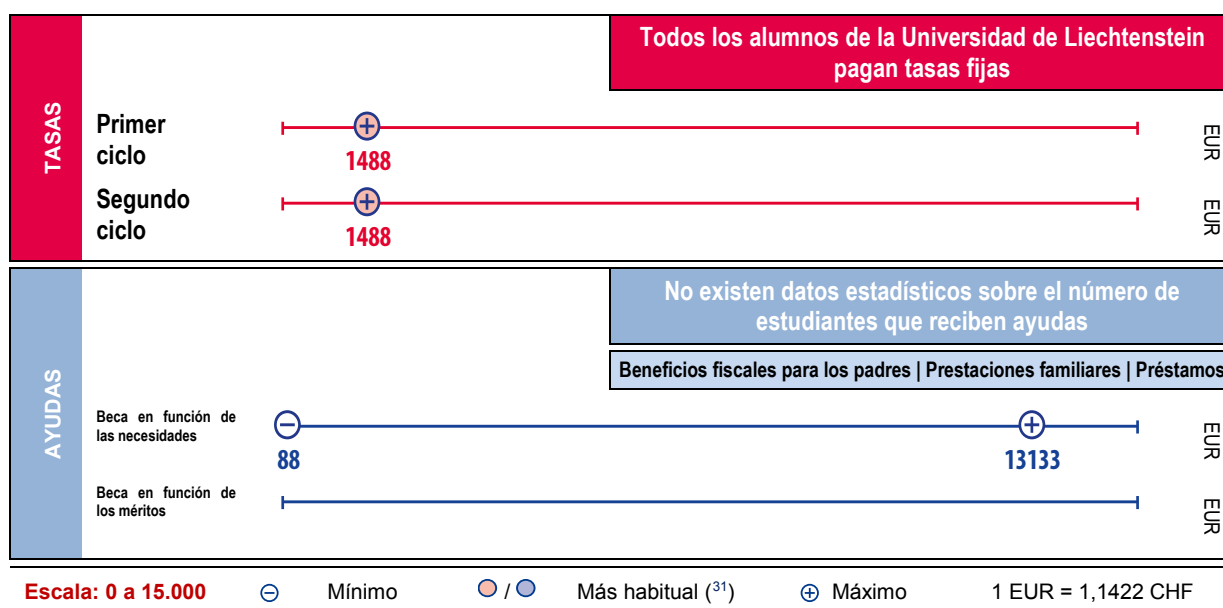 Todos los alumnos de la Universidad de Liechtenstein
pagan tasas fijas
TASAS
Primer
ciclo
1488
EUR
Segundo
ciclo
1488
EUR
No existen datos estadísticos sobre el número de
estudiantes que reciben ayudas
Beneficios fiscales para los padres | Prestaciones familiares | Préstamos
AYUDAS
Beca en función de
las necesidades
88
13133
EUR
Beca en función de
los méritos
EUR
Escala: 0 a 15.000 Mínimo / Más habitual (31) Máximo 1 EUR = 1,1422 CHF